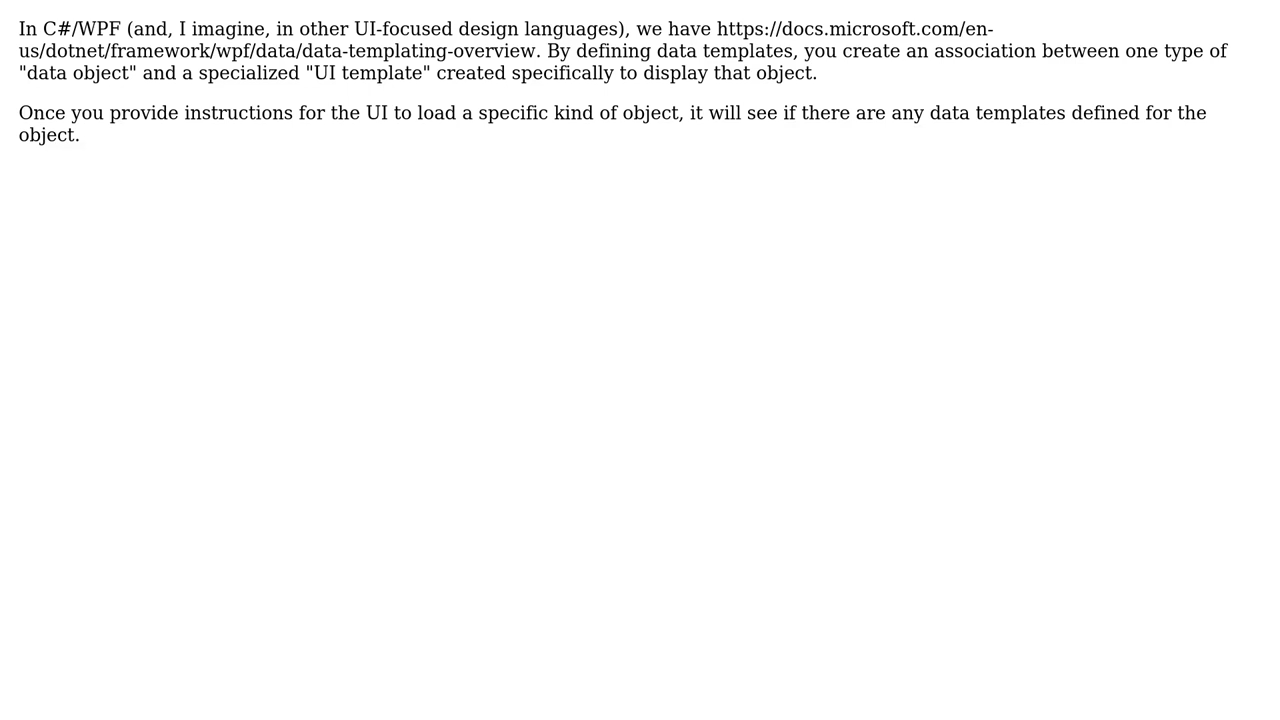 In C#/WPF (and, I imagine, in other UI-focused design languages), we have https://docs.microsoft.com/en-
us/dotnet/framework/wpf/data/data-templating-overview. By defining data templates, you create an association between one type of
"data object" and a specialized "UI template" created specifically to display that object.
Once you provide instructions for the UI to load a specific kind of object, it will see if there are any data templates defined for the
object.